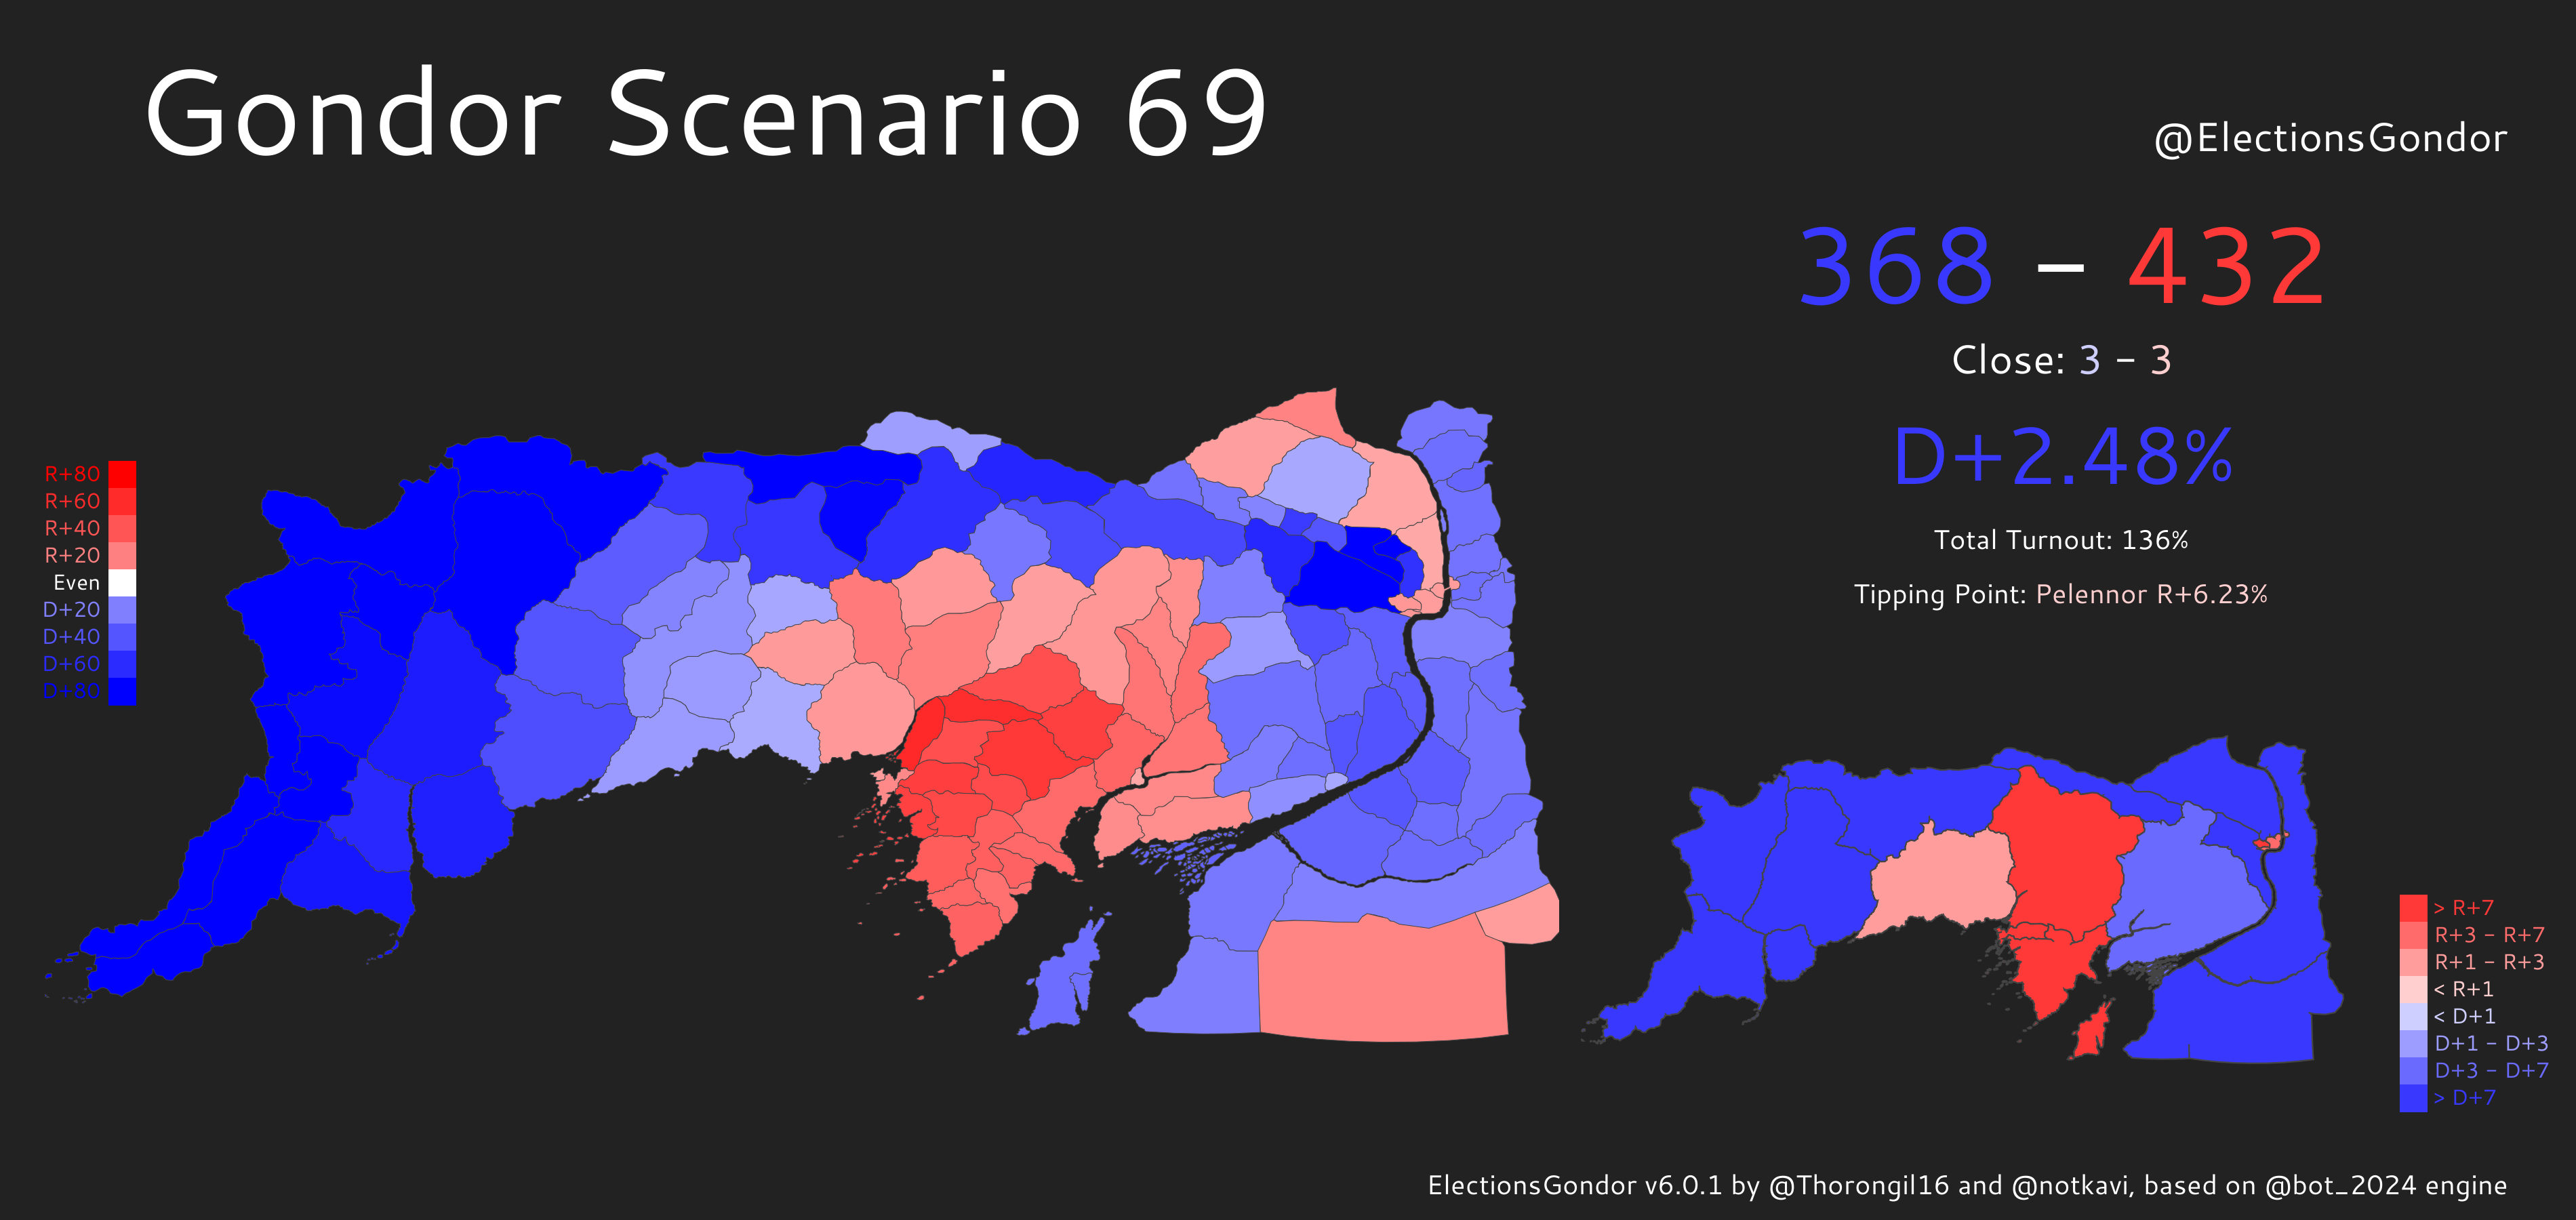 Gondor Scenario 69
@ElectionsGondor
368 – 432
Close: 3 – 3
D+2.48%
Total Turnout: 136%
Tipping Point: Pelennor R+6.23%
R+80
R+60
R+40
R+20
Even
D+20
D+40
D+60
D+80
> R+7
R+3 – R+7
R+1 – R+3
< R+1
< D+1
D+1 – D+3
D+3 – D+7
> D+7
ElectionsGondor v6.0.1 by @Thorongil16 and @notkavi, based on @bot_2024 engine